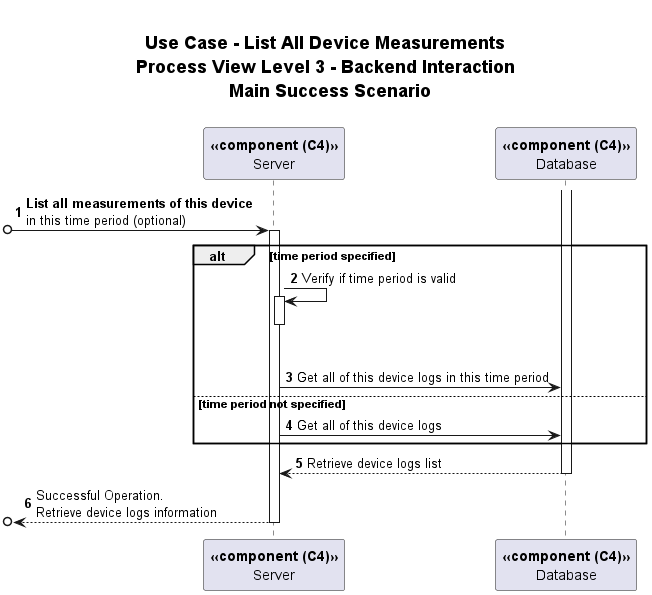 Use Case - List All Device Measurements
Process View Level 3 - Backend Interaction
Main Success Scenario
«component (C4)»
Server
«component (C4)»
Database
1 List all measurements of this device
in this time period (optional)
alt [time period specified]
2 Verify if time period is valid
3 Get all of this device logs in this time period
[time period not specified]
4 Get all of this device logs
5 Retrieve device logs list
6 Successful Operation.
Retrieve device logs information
«component (C4)»
Server
«component (C4)»
Database